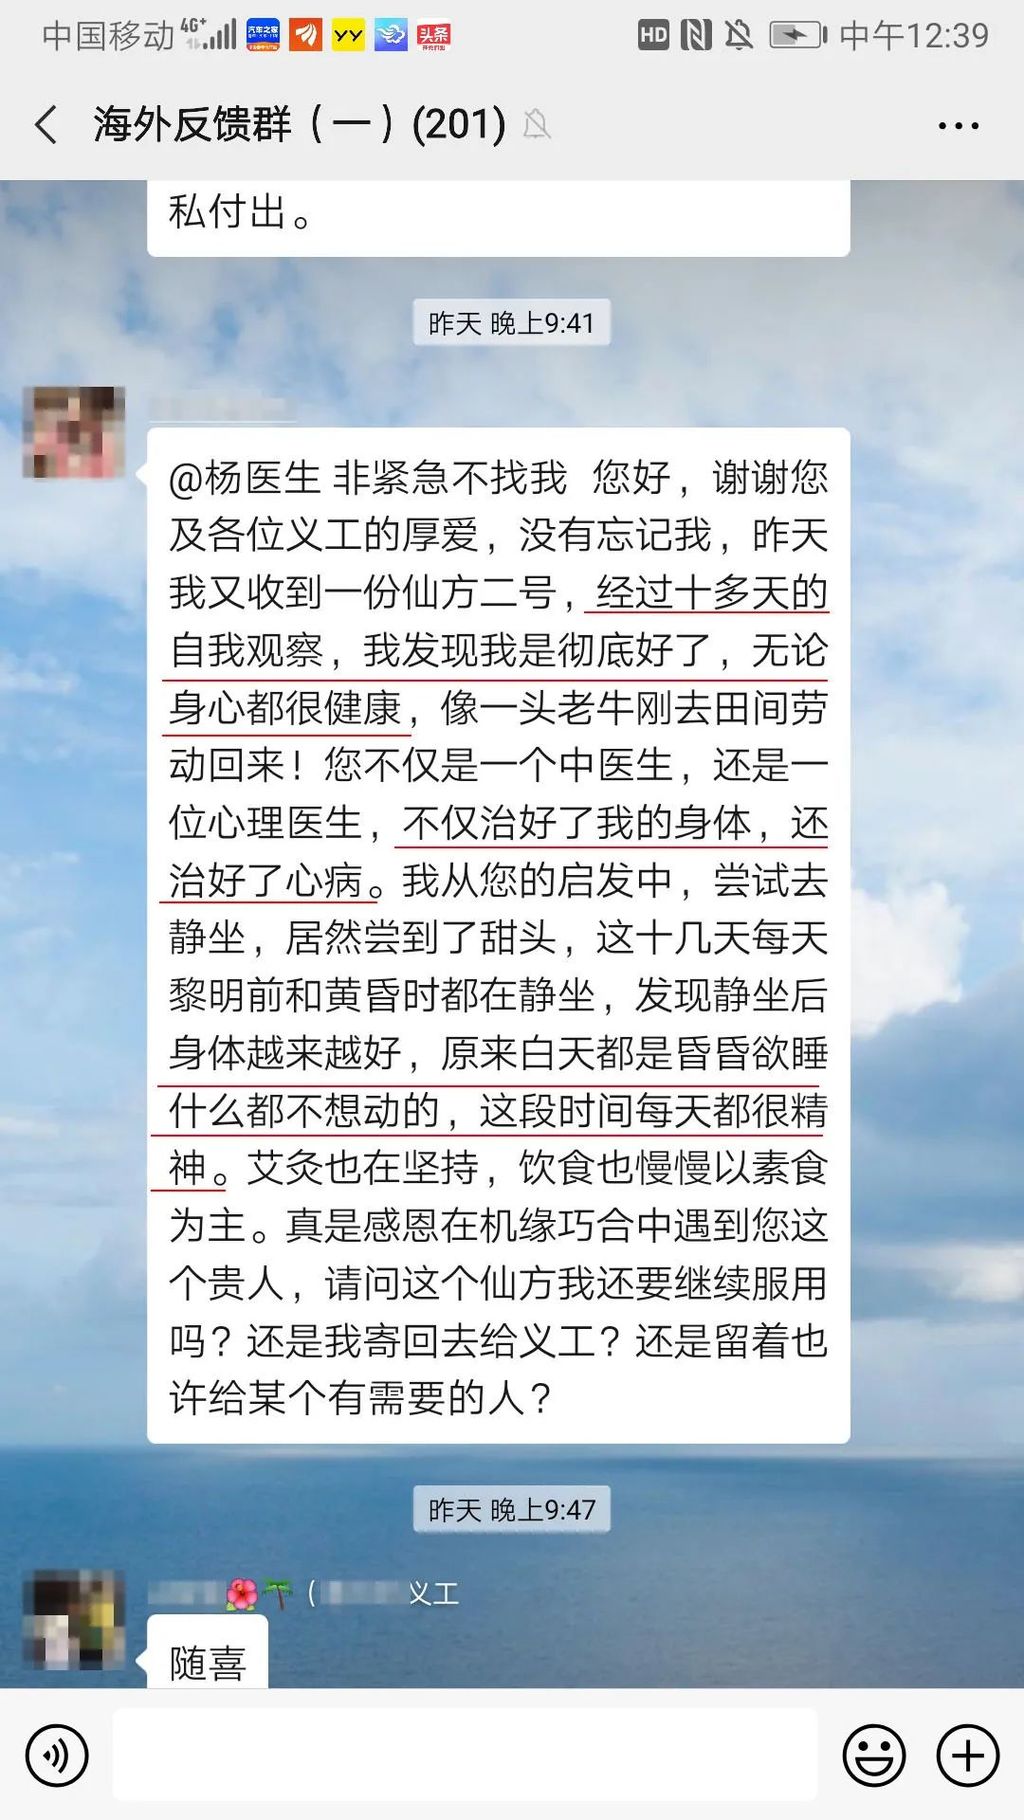 中国移动 4G+ 汽车之家 YY 头条 HD 中午12:39
海外反馈群（一）(201)
私付出。
昨天 晚上9:41
@杨医生 非紧急不找我 您好，谢谢您
及各位义工的厚爱，没有忘记我，昨天
我又收到一份仙方二号，经过十多天的
自我观察，我发现我是彻底好了，无论
身心都很健康，像一头老牛刚去田间劳
动回来！您不仅是一个中医生，还是一
位心理医生，不仅治好了我的身体，还
治好了心病。我从您的启发中，尝试去
静坐，居然尝到了甜头，这十几天每天
黎明前和黄昏时都在静坐，发现静坐后
身体越来越好，原来白天都是昏昏欲睡
什么都不想动的，这段时间每天都很精
神。艾灸也在坚持，饮食也慢慢以素食
为主。真是感恩在机缘巧合中遇到您这
个贵人，请问这个仙方我还要继续服用
吗？还是我寄回去给义工？还是留着也
许给某个有需要的人？
昨天 晚上9:47
（ 义工
随喜